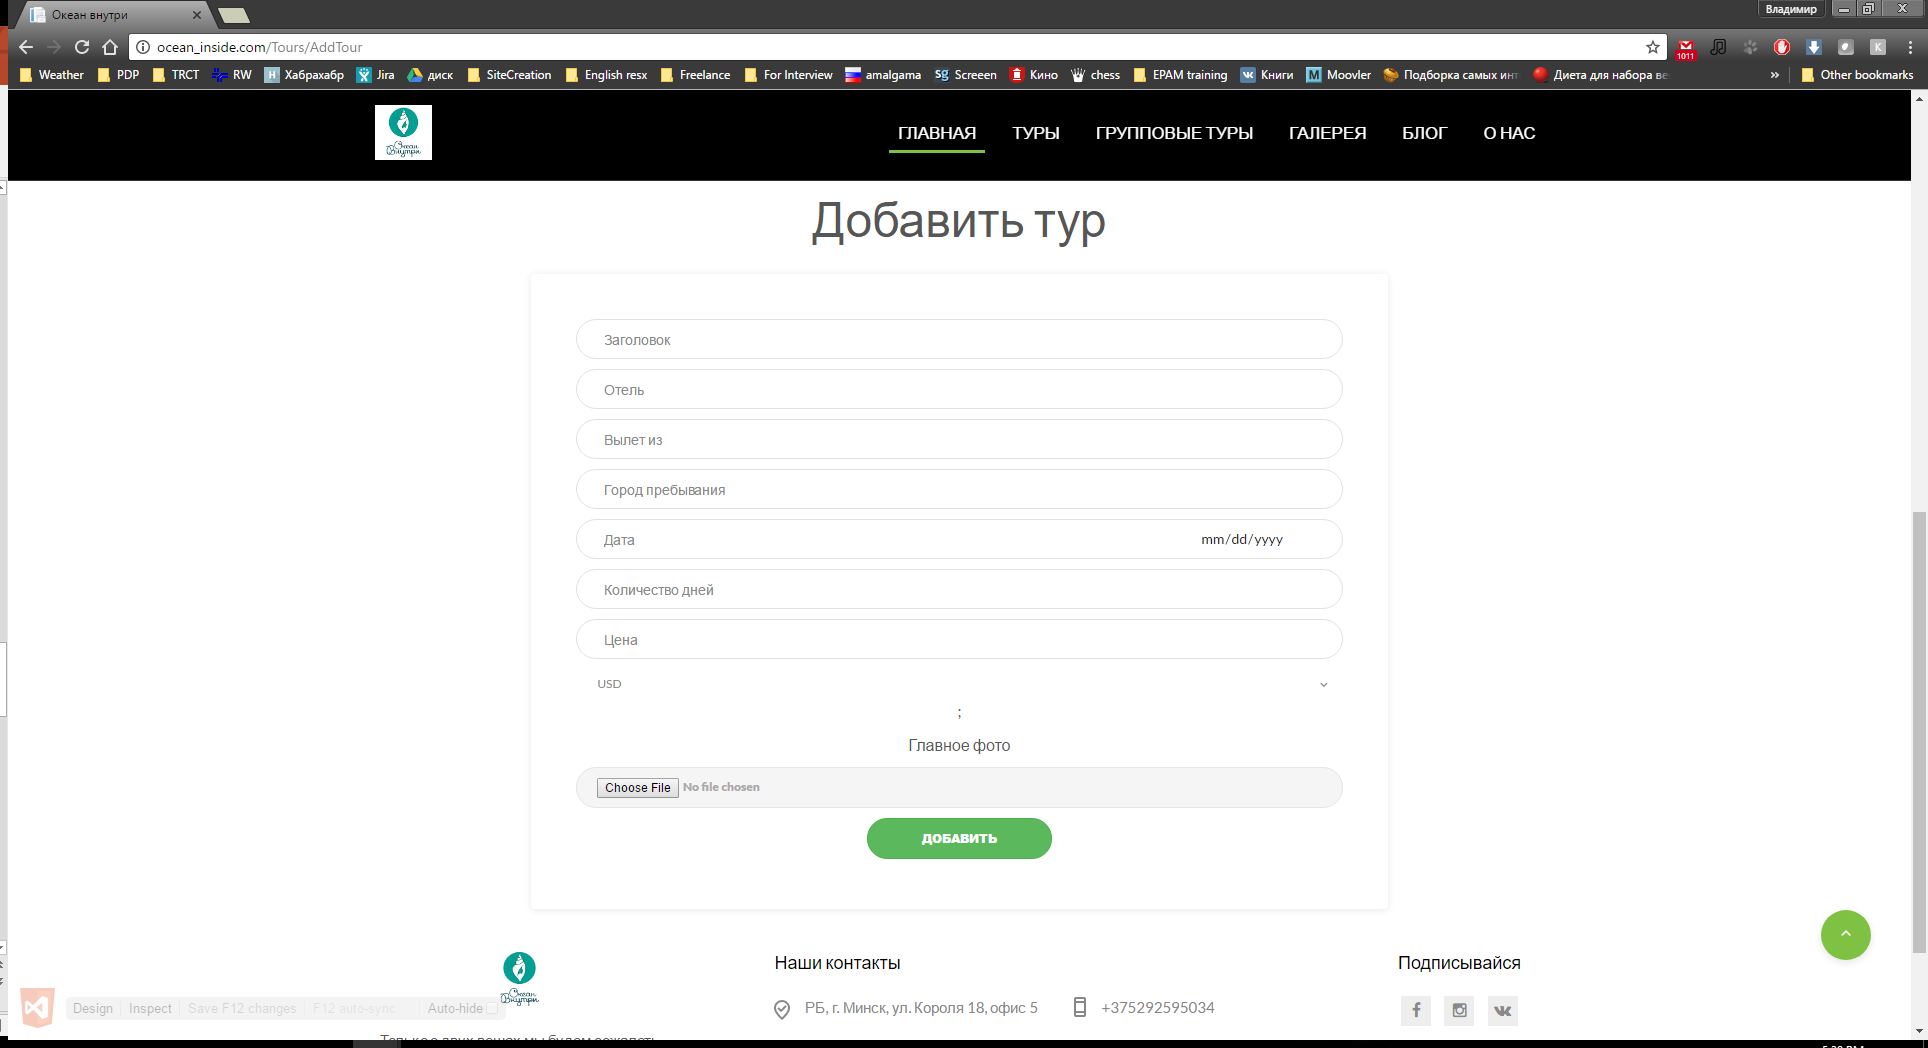 Океан внутри
Владимир
ocean_inside.com/Tours/AddTour
1011
Weather PDP TRCT RW Хабрахабр Jira диск SiteCreation English resx Freelance For Interview amalgama Screeen Кино chess EPAM training Книги Moovler Подборка самых инт Диета для набора ве » Other bookmarks
Океан Внутри
ГЛАВНАЯ ТУРЫ ГРУППОВЫЕ ТУРЫ ГАЛЕРЕЯ БЛОГ О НАС
Добавить тур
Заголовок
Отель
Вылет из
Город пребывания
Дата mm/dd/yyyy
Количество дней
Цена
USD
;
Главное фото
Choose File No file chosen
ДОБАВИТЬ
Океан Внутри
Наши контакты
Подписывайся
РБ, г. Минск, ул. Короля 18, офис 5 +375292595034
Design Inspect Save F12 changes F12 auto-sync Auto-hide